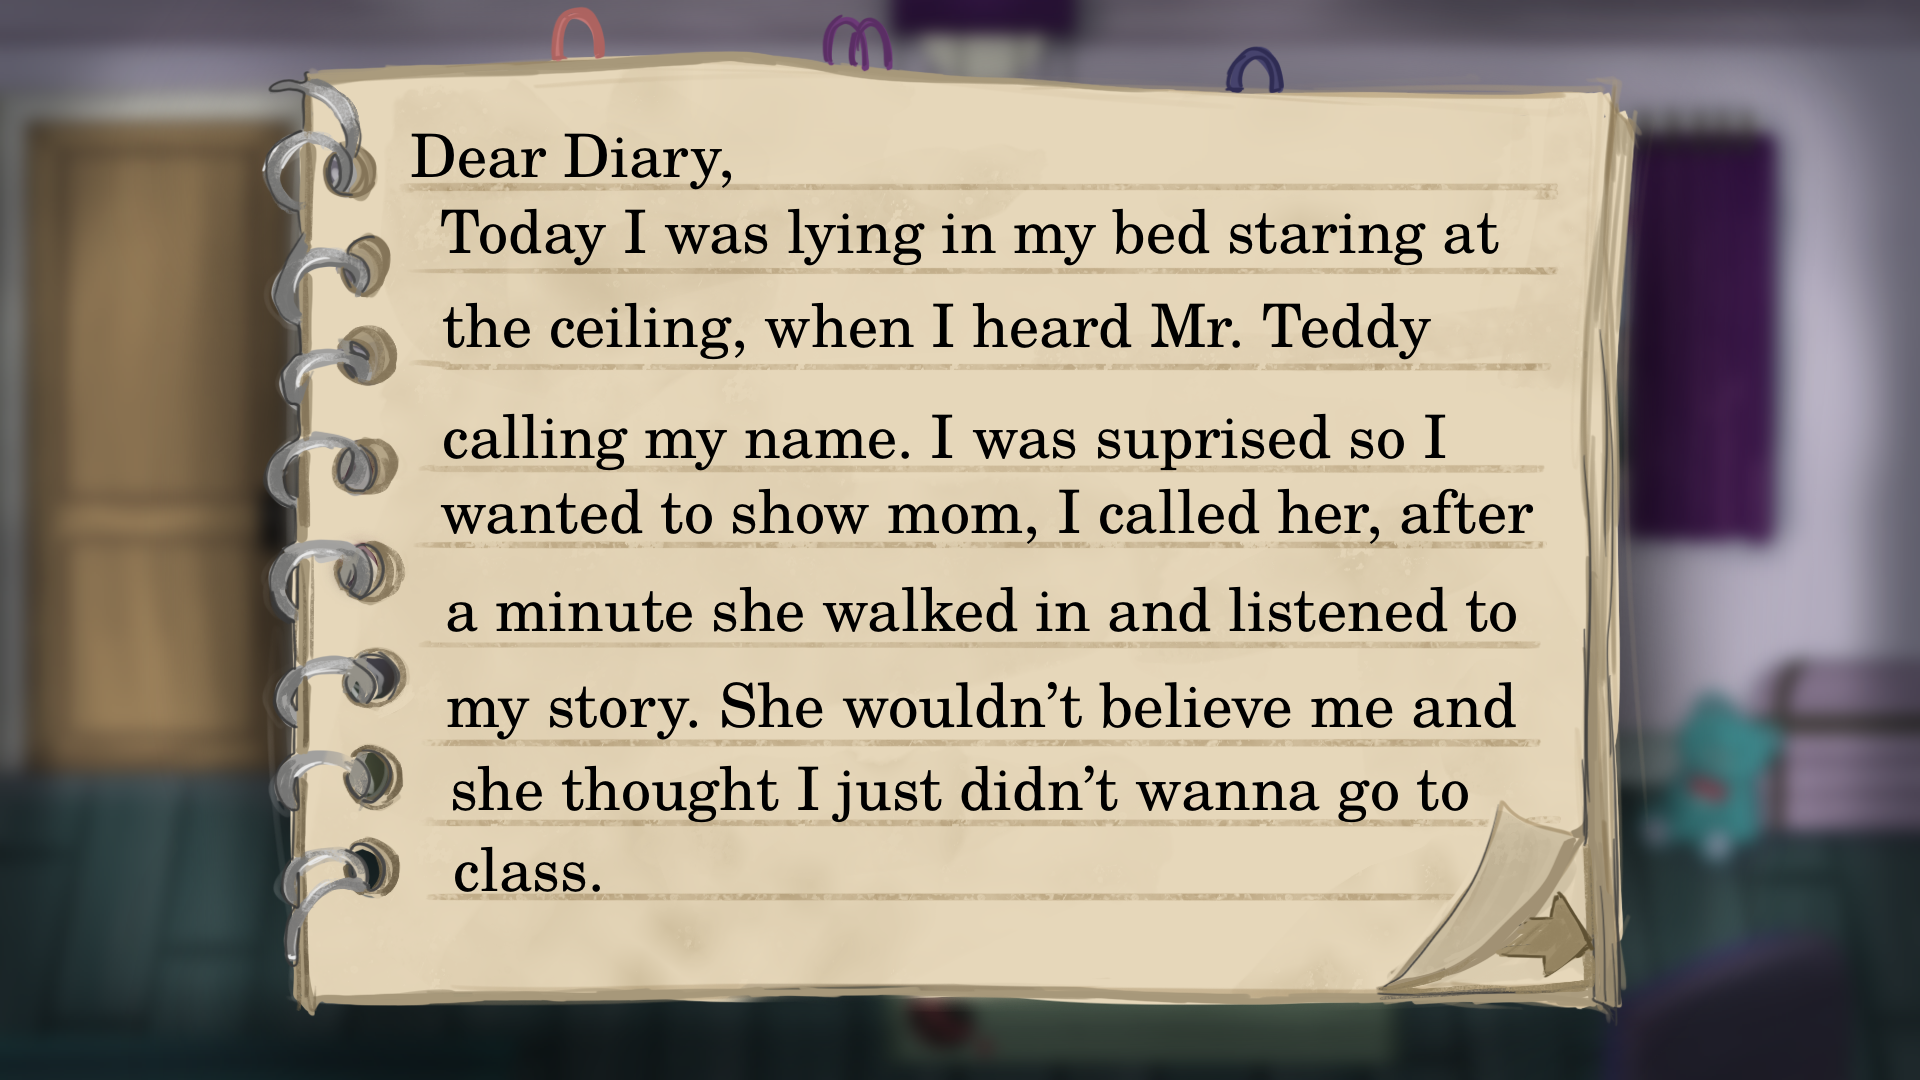 Dear Diary,
Today I was lying in my bed staring at
the ceiling, when I heard Mr. Teddy
calling my name. I was suprised so I
wanted to show mom, I called her, after
a minute she walked in and listened to
my story. She wouldn’t believe me and
she thought I just didn’t wanna go to
class.